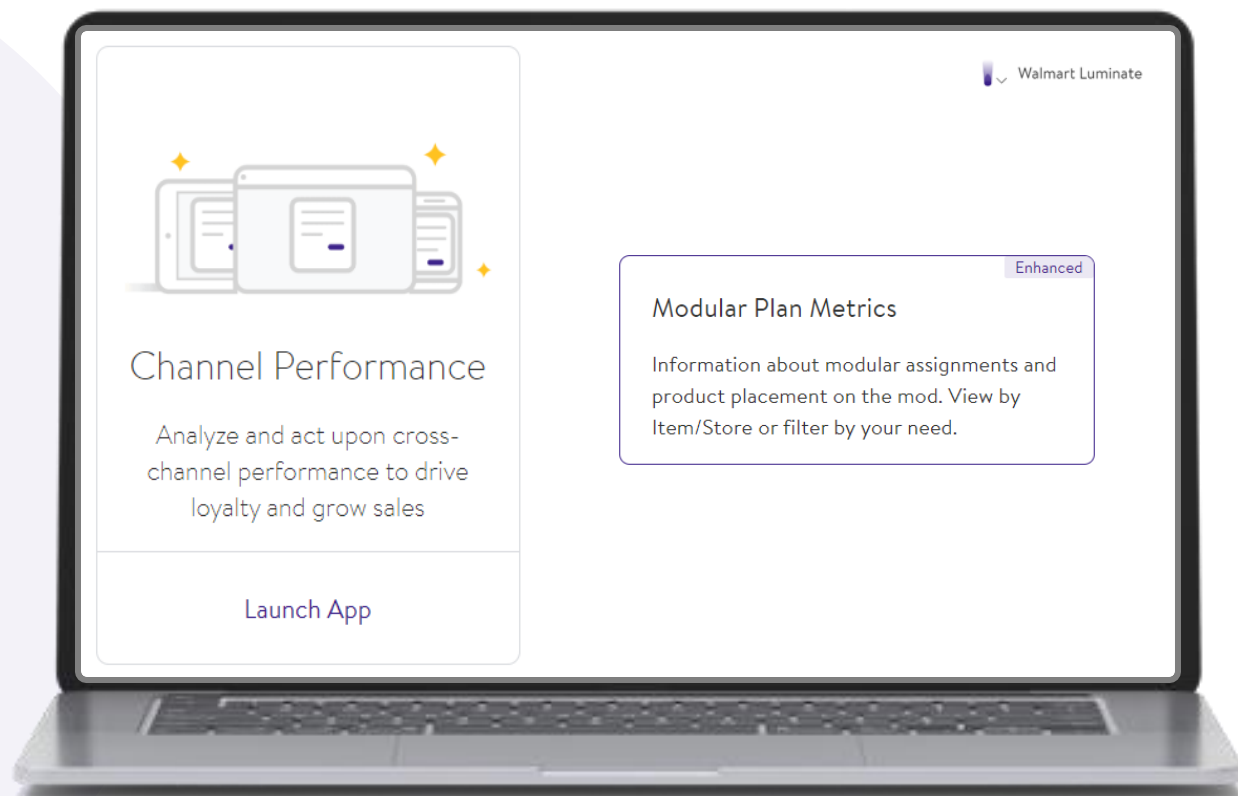 Walmart Luminate
Channel Performance
Analyze and act upon cross-
channel performance to drive
loyalty and grow sales
Launch App
Enhanced
Modular Plan Metrics
Information about modular assignments and
product placement on the mod. View by
Item/Store or filter by your need.